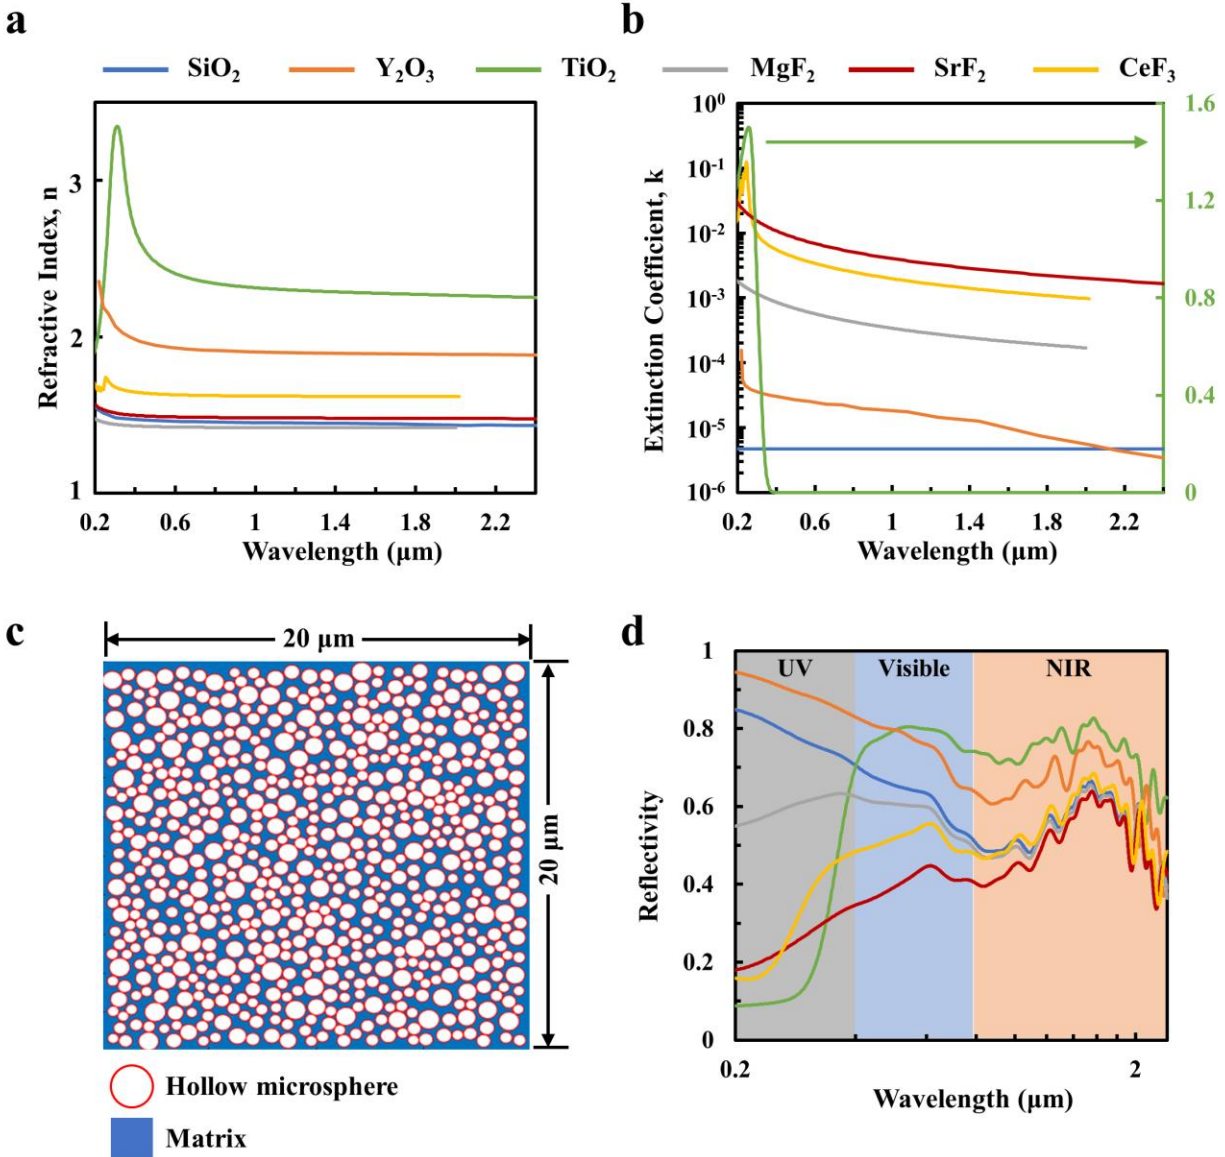 a
b
SiO₂ Y₂O₃ TiO₂ MgF₂ SrF₂ CeF₃
Refractive Index, n
3
2
1
0.2 0.6 1 1.4 1.8 2.2
Wavelength (μm)
Extinction Coefficient, k
10⁰
10⁻¹
10⁻²
10⁻³
10⁻⁴
10⁻⁵
10⁻⁶
1.6
1.2
0.8
0.4
0
0.2 0.6 1 1.4 1.8 2.2
Wavelength (μm)
c
20 μm
20 μm
Hollow microsphere
Matrix
d
UV Visible NIR
Reflectivity
1
0.8
0.6
0.4
0.2
0
0.2 2
Wavelength (μm)